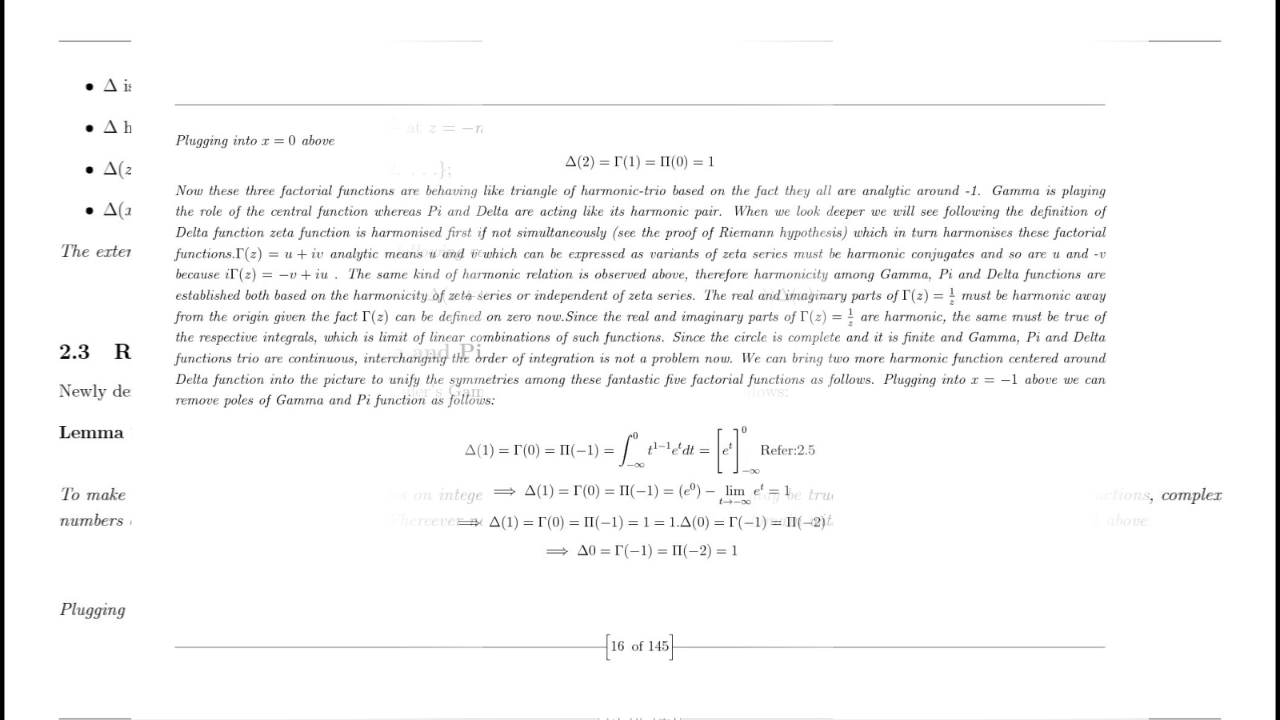 • Δ is
• Δ h
at z = −n
• Δ(z
. . . .};
• Δ(x
The exter
2.3 R
and Pi
Newly de
Lemma
To make
on intege
be tru
ctions, complex
numbers
Whereever
above
Plugging
Plugging into x = 0 above
Δ(2) = Γ(1) = Π(0) = 1
Now these three factorial functions are behaving like triangle of harmonic-trio based on the fact they all are analytic around -1. Gamma is playing
the role of the central function whereas Pi and Delta are acting like its harmonic pair. When we look deeper we will see following the definition of
Delta function zeta function is harmonised first if not simultaneously (see the proof of Riemann hypothesis) which in turn harmonises these factorial
functions.Γ(z) = u + iv analytic means u and v which can be expressed as variants of zeta series must be harmonic conjugates and so are u and -v
because iΓ(z) = −v + iu . The same kind of harmonic relation is observed above, therefore harmonicity among Gamma, Pi and Delta functions are
established both based on the harmonicity of zeta series or independent of zeta series. The real and imaginary parts of Γ(z) = 1/z must be harmonic away
from the origin given the fact Γ(z) can be defined on zero now.Since the real and imaginary parts of Γ(z) = 1/z are harmonic, the same must be true of
the respective integrals, which is limit of linear combinations of such functions. Since the circle is complete and it is finite and Gamma, Pi and Delta
functions trio are continuous, interchanging the order of integration is not a problem now. We can bring two more harmonic function centered around
Delta function into the picture to unify the symmetries among these fantastic five factorial functions as follows. Plugging into x = −1 above we can
remove poles of Gamma and Pi function as follows:
Δ(1) = Γ(0) = Π(−1) = ∫_{−∞}^{0} t^{1−1}e^t dt = [e^t]_{−∞}^{0} Refer:2.5
⟹ Δ(1) = Γ(0) = Π(−1) = (e^0) − lim_{t→−∞} e^t = 1
⟹ Δ(1) = Γ(0) = Π(−1) = 1 = 1.Δ(0) = Γ(−1) = Π(−2)
⟹ Δ0 = Γ(−1) = Π(−2) = 1
[16 of 145]